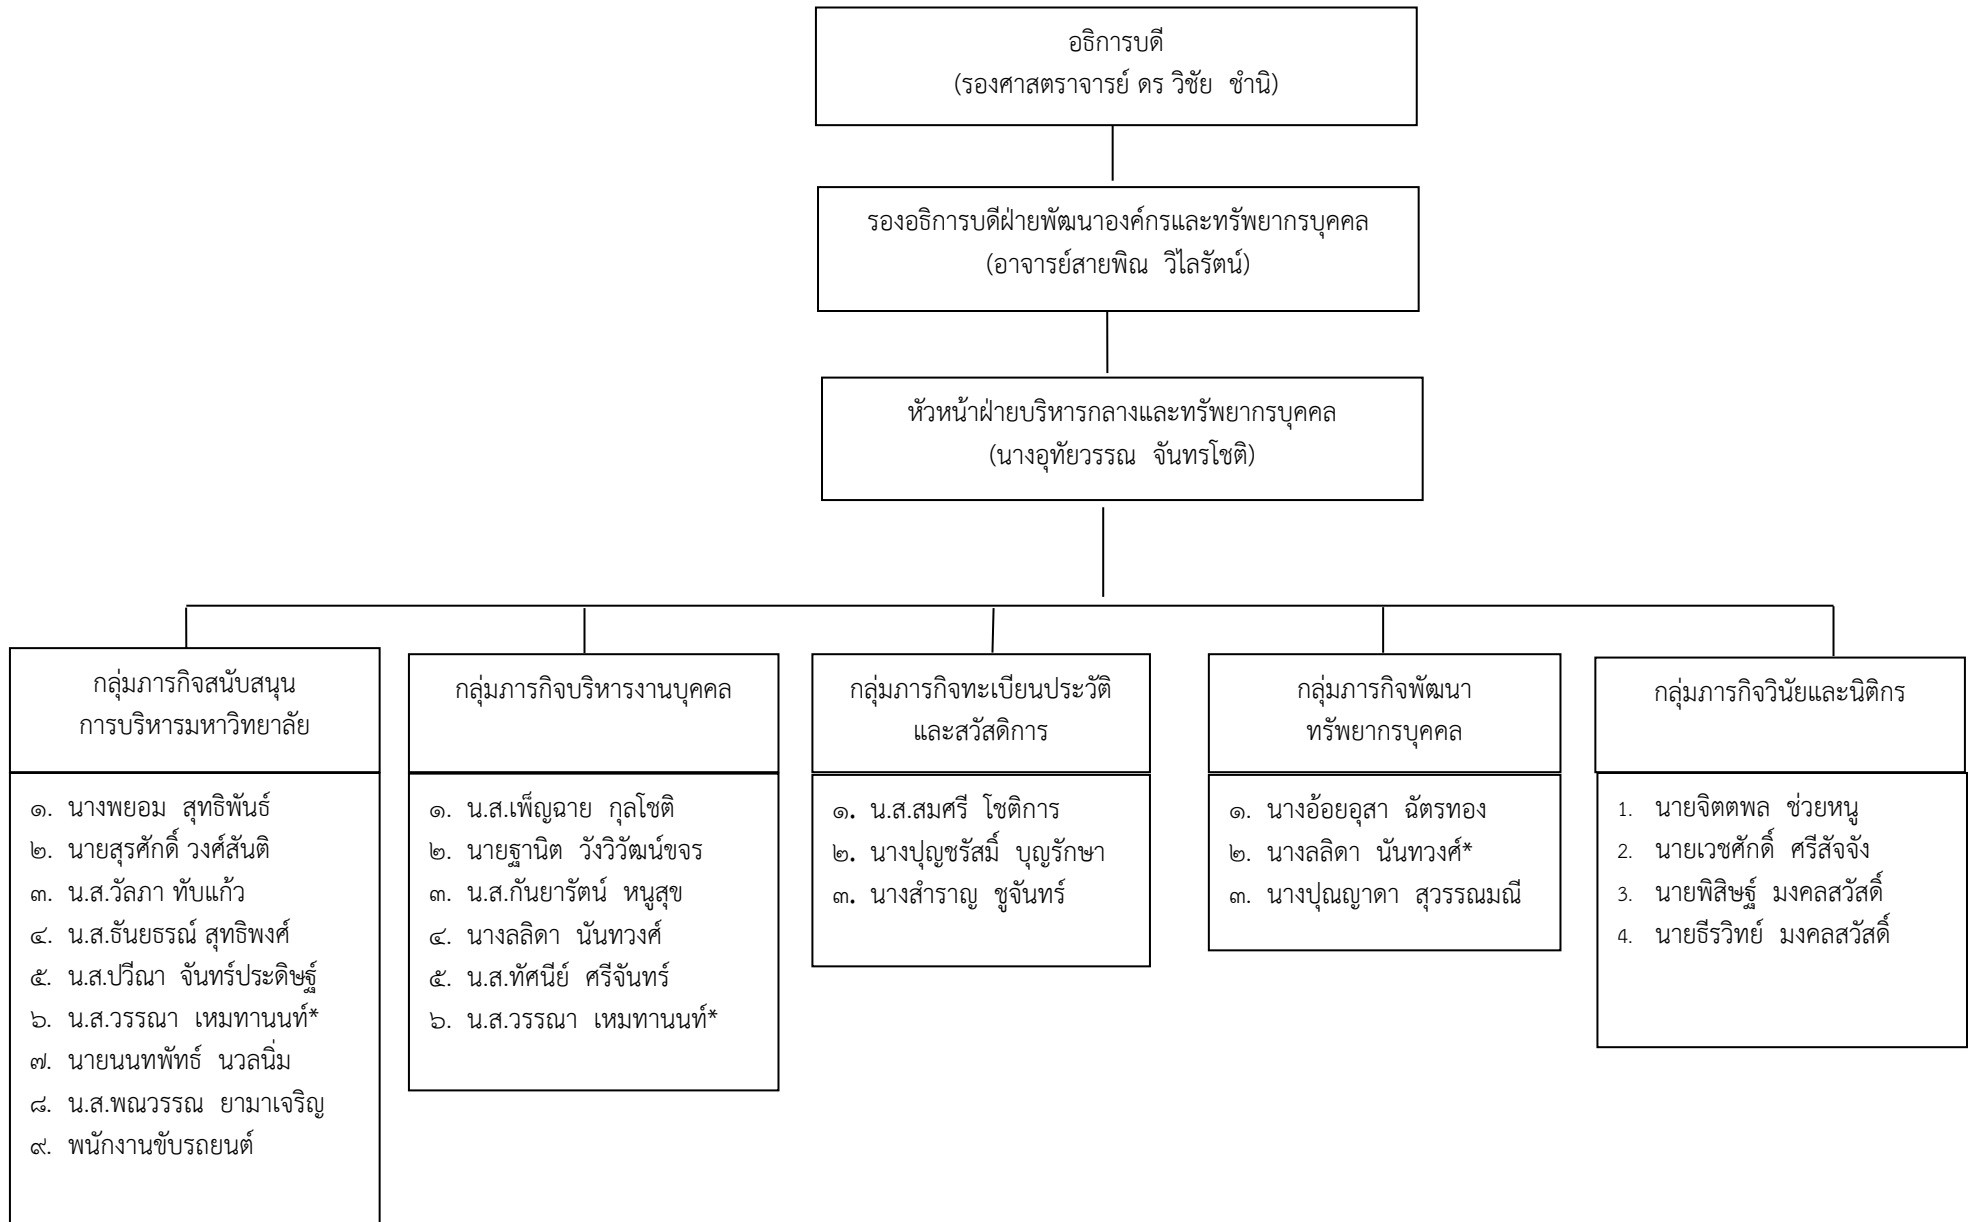 อธิการบดี
(รองศาสตราจารย์ ดร วิชัย ชำนิ)
รองอธิการบดีฝ่ายพัฒนาองค์กรและทรัพยากรบุคคล
(อาจารย์สายพิณ วิไลรัตน์)
หัวหน้าฝ่ายบริหารกลางและทรัพยากรบุคคล
(นางอุทัยวรรณ จันทรโชติ)
กลุ่มภารกิจสนับสนุน
การบริหารมหาวิทยาลัย
๑. นางพยอม สุทธิพันธ์
๒. นายสุรศักดิ์ วงศ์สันติ
๓. น.ส.วัลภา ทับแก้ว
๔. น.ส.ธันยธรณ์ สุทธิพงศ์
๕. น.ส.ปวีณา จันทร์ประดิษฐ์
๖. น.ส.วรรณา เหมทานนท์*
๗. นายนนทพัทธ์ นวลนิ่ม
๘. น.ส.พณวรรณ ยามาเจริญ
๙. พนักงานขับรถยนต์
กลุ่มภารกิจบริหารงานบุคคล
๑. น.ส.เพ็ญฉาย กุลโชติ
๒. นายฐานิต วังวิวัฒน์ขจร
๓. น.ส.กันยารัตน์ หนูสุข
๔. นางลลิดา นันทวงศ์
๕. น.ส.ทัศนีย์ ศรีจันทร์
๖. น.ส.วรรณา เหมทานนท์*
กลุ่มภารกิจทะเบียนประวัติ
และสวัสดิการ
๑. น.ส.สมศรี โชติการ
๒. นางปุญชรัสมิ์ บุญรักษา
๓. นางสำราญ ชูจันทร์
กลุ่มภารกิจพัฒนา
ทรัพยากรบุคคล
๑. นางอ้อยอุสา ฉัตรทอง
๒. นางลลิดา นันทวงศ์*
๓. นางปุณญาดา สุวรรณมณี
กลุ่มภารกิจวินัยและนิติกร
1. นายจิตตพล ช่วยหนู
2. นายเวชศักดิ์ ศรีสัจจัง
3. นายพิสิษฐ์ มงคลสวัสดิ์
4. นายธีรวิทย์ มงคลสวัสดิ์